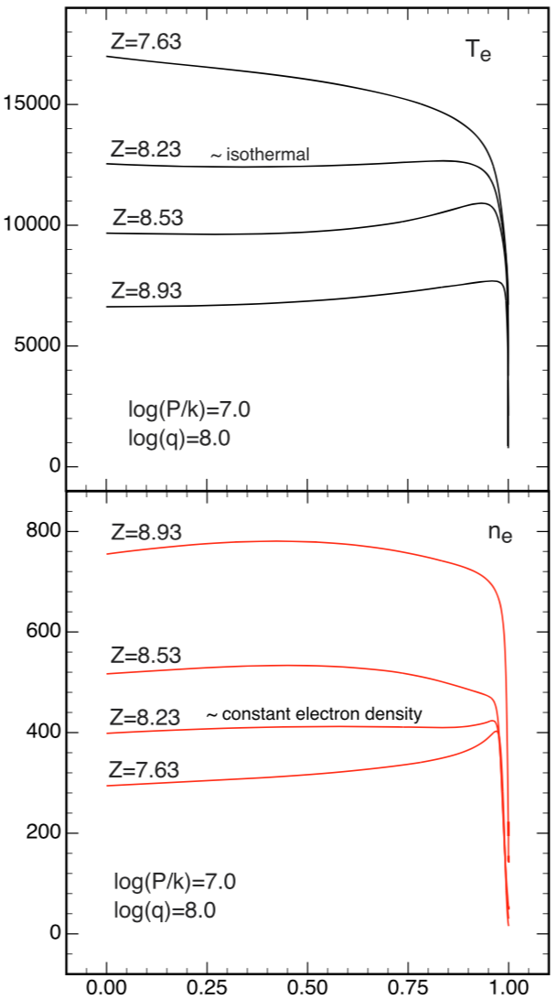 Z=7.63
T_e
15000
Z=8.23
~ isothermal
Z=8.53
10000
Z=8.93
5000
log(P/k)=7.0
log(q)=8.0
0
800
Z=8.93
n_e
600
Z=8.53
Z=8.23
~ constant electron density
400
Z=7.63
200
log(P/k)=7.0
log(q)=8.0
0
0.00 0.25 0.50 0.75 1.00